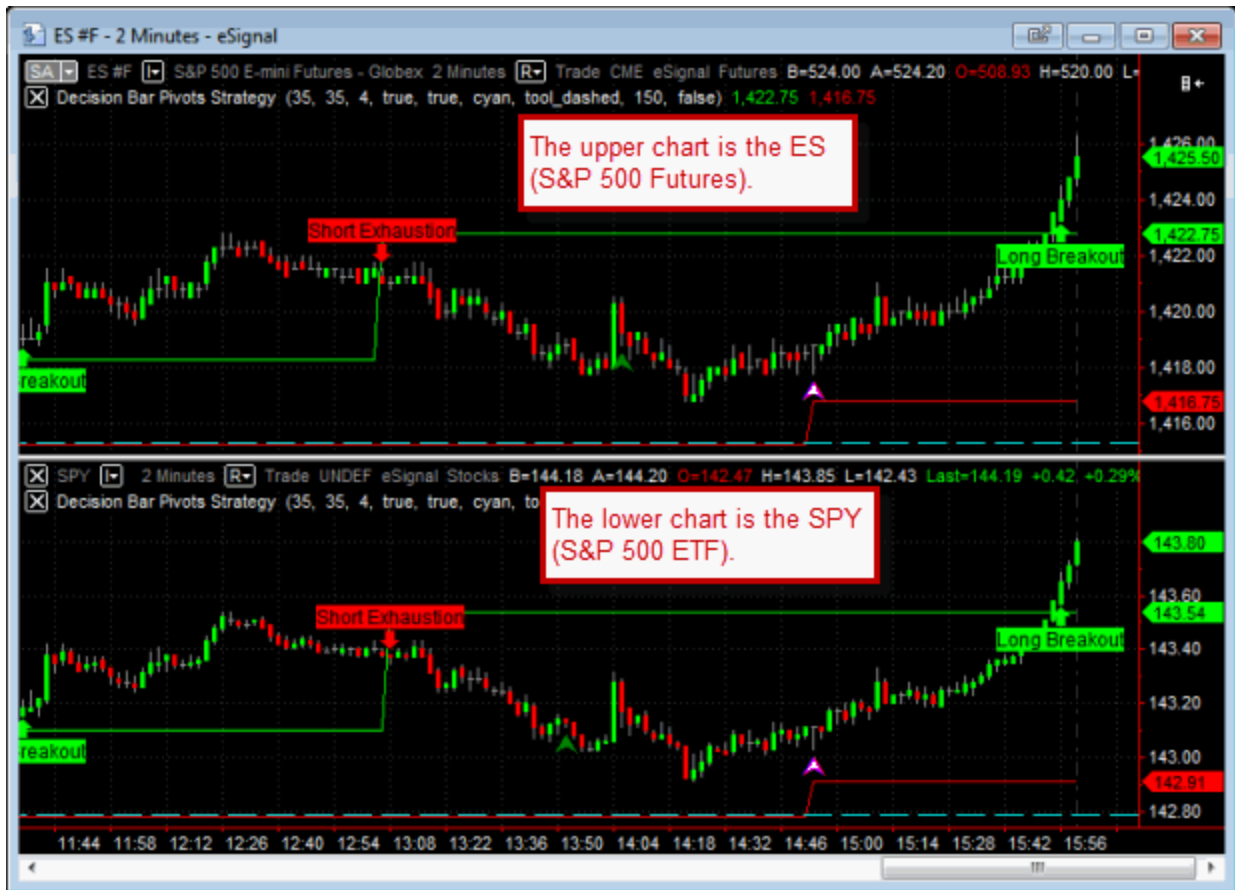 ES #F - 2 Minutes - eSignal
SA ES #F I S&P 500 E-mini Futures - Globex 2 Minutes R Trade CME eSignal Futures B=524.00 A=524.20 O=508.93 H=520.00 L=
Decision Bar Pivots Strategy (35, 35, 4, true, true, cyan, tool_dashed, 150, false) 1,422.75 1,416.75
The upper chart is the ES
(S&P 500 Futures).
1,426.00
1,425.50
1,424.00
Short Exhaustion
1,422.75
Long Breakout
1,422.00
1,420.00
1,418.00
reakout
1,416.75
1,416.00
SPY I 2 Minutes R Trade UNDEF eSignal Stocks B=144.18 A=144.20 O=142.47 H=143.85 L=142.43 Last=144.19 +0.42 +0.29%
Decision Bar Pivots Strategy (35, 35, 4, true, true, cyan, to
The lower chart is the SPY
(S&P 500 ETF).
143.80
143.60
Short Exhaustion
143.54
Long Breakout
143.40
143.20
reakout
143.00
142.91
142.80
11:44 11:58 12:12 12:26 12:40 12:54 13:08 13:22 13:36 13:50 14:04 14:18 14:32 14:46 15:00 15:14 15:28 15:42 15:56